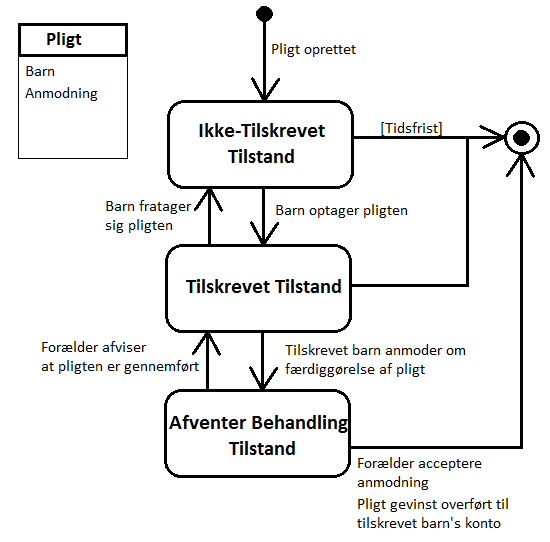 Pligt
Barn
Anmodning
Pligt oprettet
Ikke-Tilskrevet
Tilstand
[Tidsfrist]
Barn fratager
sig pligten
Barn optager pligten
Tilskrevet Tilstand
Forælder afviser
at pligten er gennemført
Tilskrevet barn anmoder om
færdiggørelse af pligt
Afventer Behandling
Tilstand
Forælder acceptere
anmodning
Pligt gevinst overført til
tilskrevet barn's konto